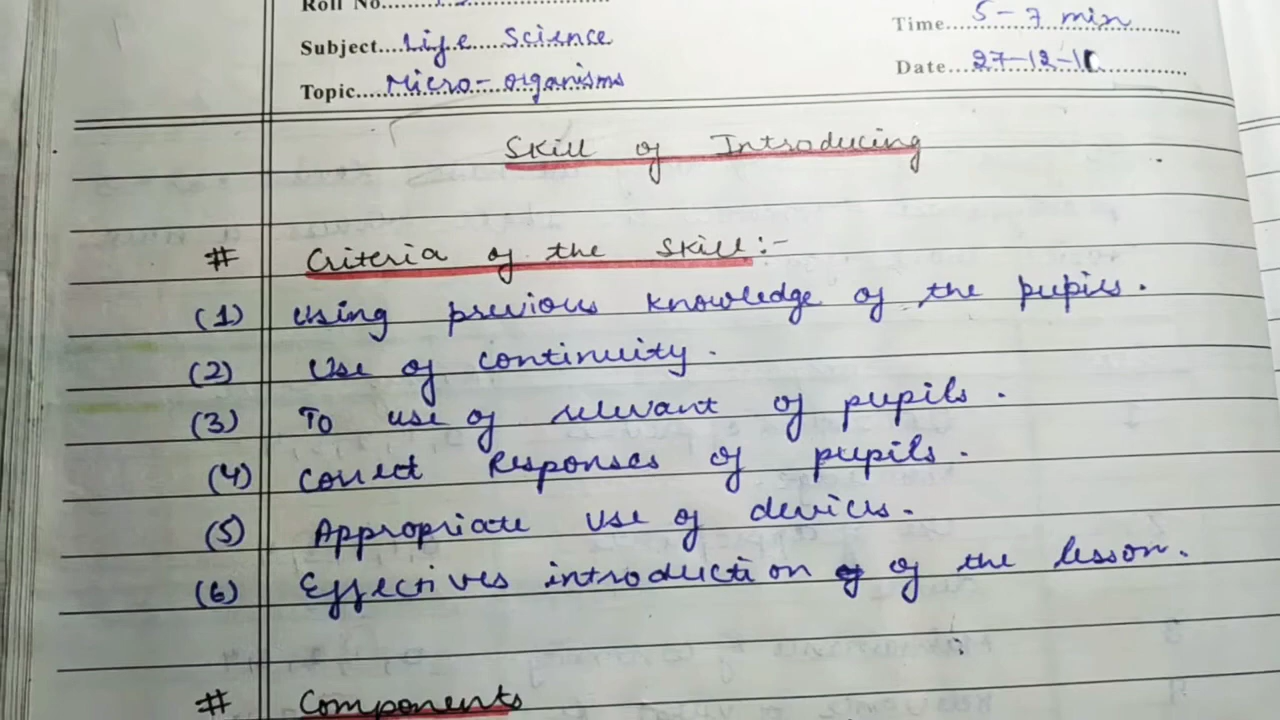 Roll No
Subject Life Science
Time 5-7 min
Topic Micro-organisms
Date 27-12-1
Skill of Introducing
# Criteria of the Skill:-
(1) Using previous knowledge of the pupils.
(2) Use of continuity.
(3) To use of relevant of pupils.
(4) Correct Responses of pupils.
(5) Appropriate use of devices.
(6) Effectives introduction of of the lesson.
# Components